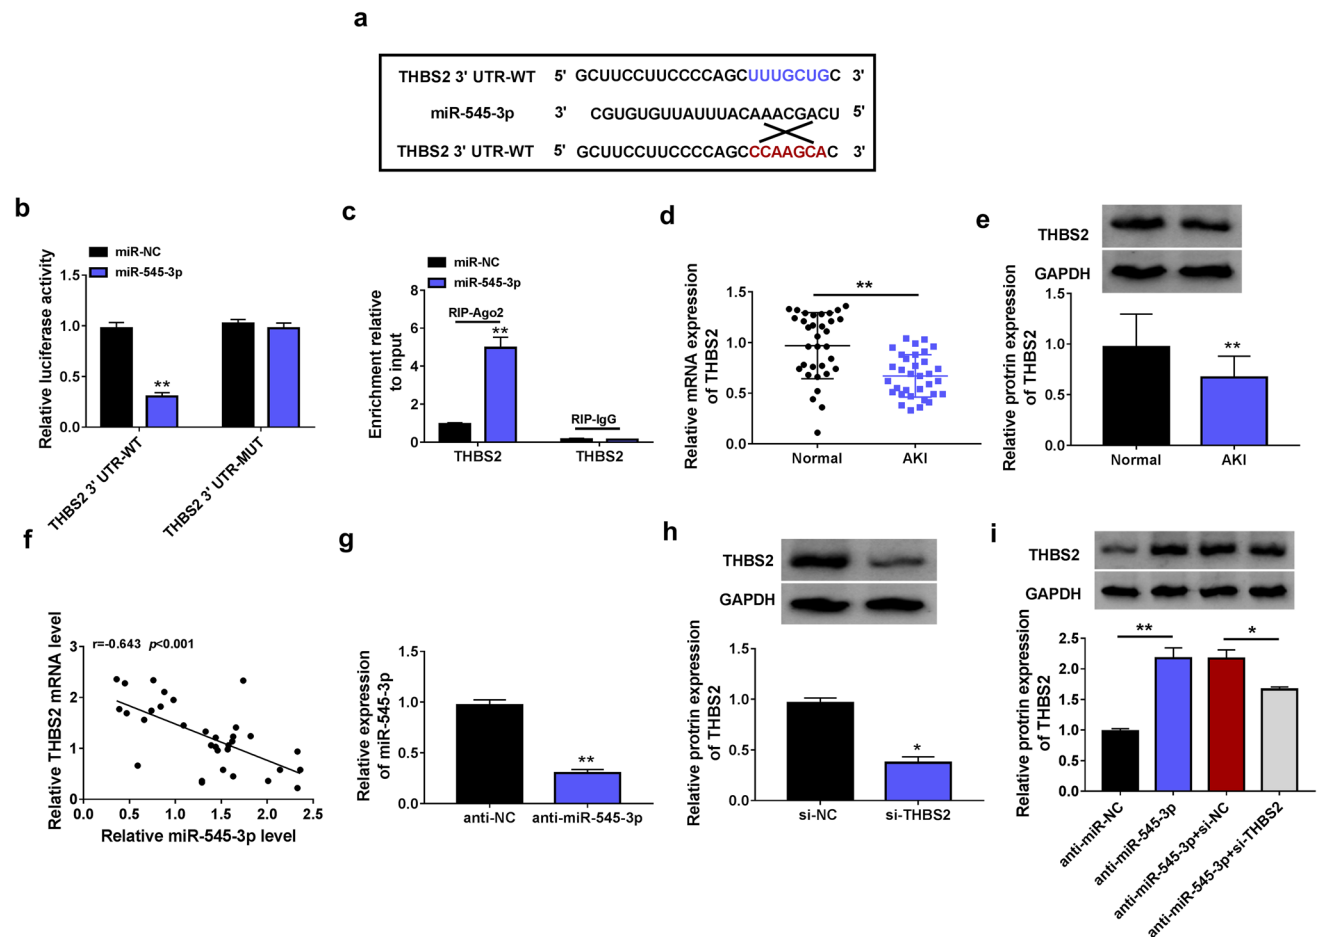 a
THBS2 3' UTR-WT 5' GCUUCCUUCCCCAGCUUUGCUGC 3'
miR-545-3p 3' CGUGUGUUAUUUACAAACGACU 5'
THBS2 3' UTR-WT 5' GCUUCCUUCCCCAGCCCAAGCAC 3'
b
miR-NC
miR-545-3p
Relative luciferase activity
1.5
1.0
0.5
0.0
**
THBS2 3' UTR-WT
THBS2 3' UTR-MUT
c
miR-NC
miR-545-3p
Enrichment relative
to input
8
6
4
2
0
RIP-Ago2
**
RIP-IgG
THBS2
THBS2
d
Relative mRNA expression
of THBS2
1.5
1.0
0.5
0.0
**
Normal
AKI
e
THBS2
GAPDH
Relative protrin expression
of THBS2
1.5
1.0
0.5
0.0
**
Normal
AKI
f
Relative THBS2 mRNA level
r=-0.643 p<0.001
3
2
1
0
0.0 0.5 1.0 1.5 2.0 2.5
Relative miR-545-3p level
g
Relative expression
of miR-545-3p
1.5
1.0
0.5
0.0
**
anti-NC
anti-miR-545-3p
h
THBS2
GAPDH
Relative protrin expression
of THBS2
1.5
1.0
0.5
0.0
*
si-NC
si-THBS2
i
THBS2
GAPDH
Relative protrin expression
of THBS2
2.5
2.0
1.5
1.0
0.5
0.0
**
*
anti-miR-NC
anti-miR-545-3p
anti-miR-545-3p+si-NC
anti-miR-545-3p+si-THBS2